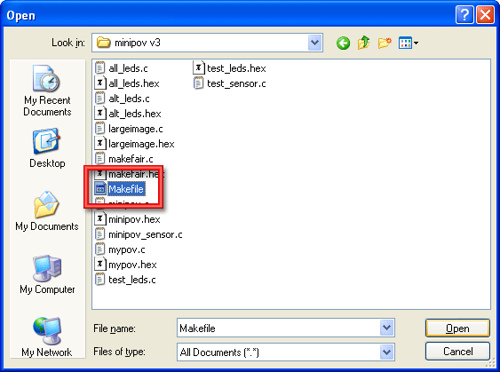 Open
Look in:
minipov v3
My Recent
Documents
Desktop
My Documents
My Computer
My Network
all_leds.c
all_leds.hex
alt_leds.c
alt_leds.hex
largeimage.c
largeimage.hex
makefair.c
makefair.hex
Makefile
minipov.c
minipov.hex
minipov_sensor.c
mypov.c
mypov.hex
test_leds.c
test_leds.hex
test_sensor.c
File name:
Makefile
Open
Files of type:
All Documents (*.*)
Cancel